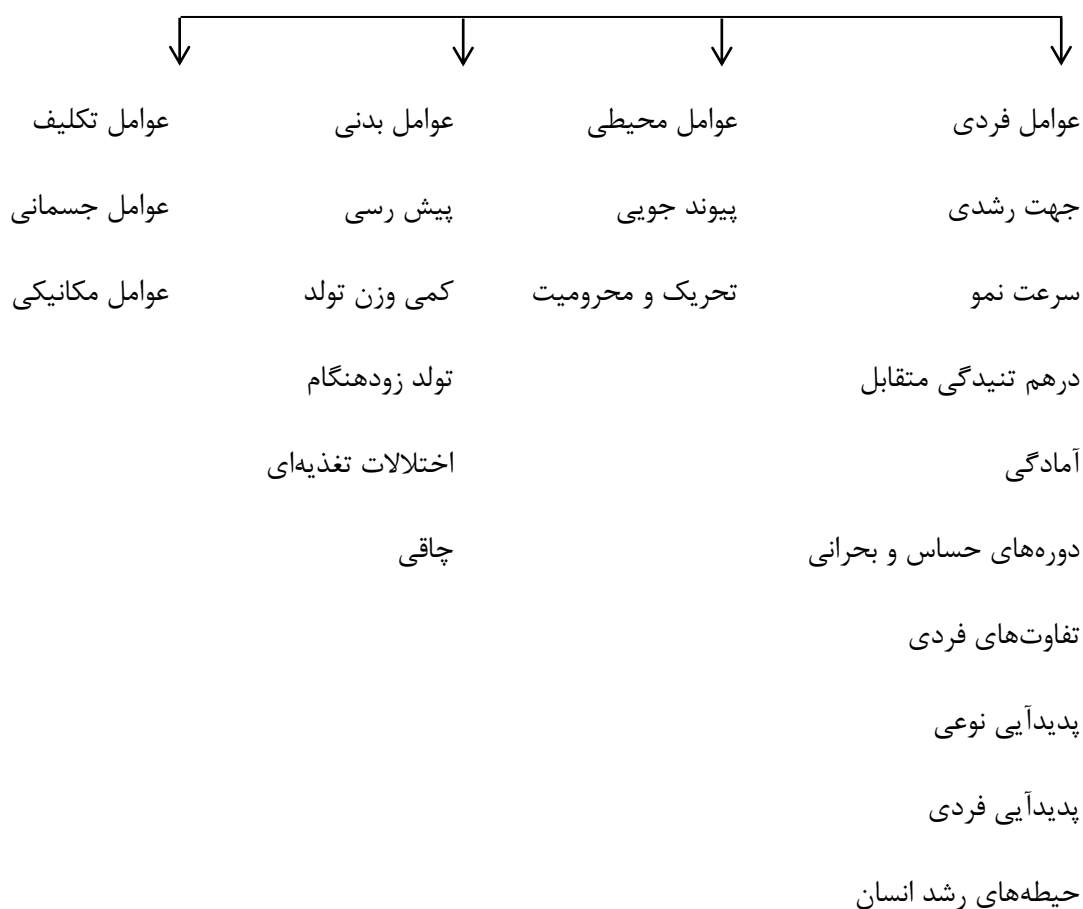 عوامل فردی	عوامل محیطی	عوامل بدنی	عوامل تکلیف
جهت رشدی	پیوند جویی	پیش رسی	عوامل جسمانی
سرعت نمو	تحریک و محرومیت	کمی وزن تولد	عوامل مکانیکی
درهم تنیدگی متقابل	تولد زودهنگام
آمادگی	اختلالات تغذیه‌ای
دوره‌های حساس و بحرانی	چاقی
تفاوت‌های فردی
پدیدآیی نوعی
پدیدآیی فردی
حیطه‌های رشد انسان